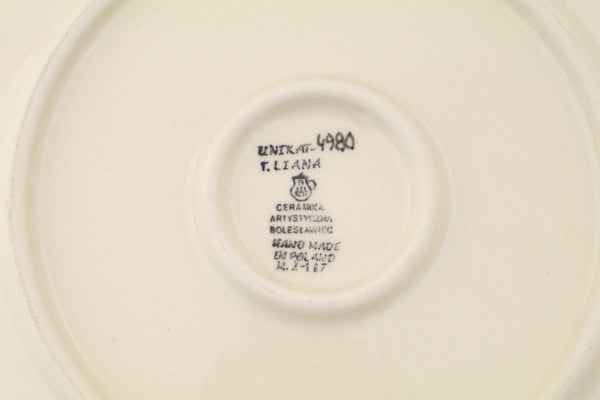 UNIKAT-4980
T. LIANA
CERAMIKA
ARTYSTYCZNA
BOLESŁAWIEC
HAND MADE
IN POLAND